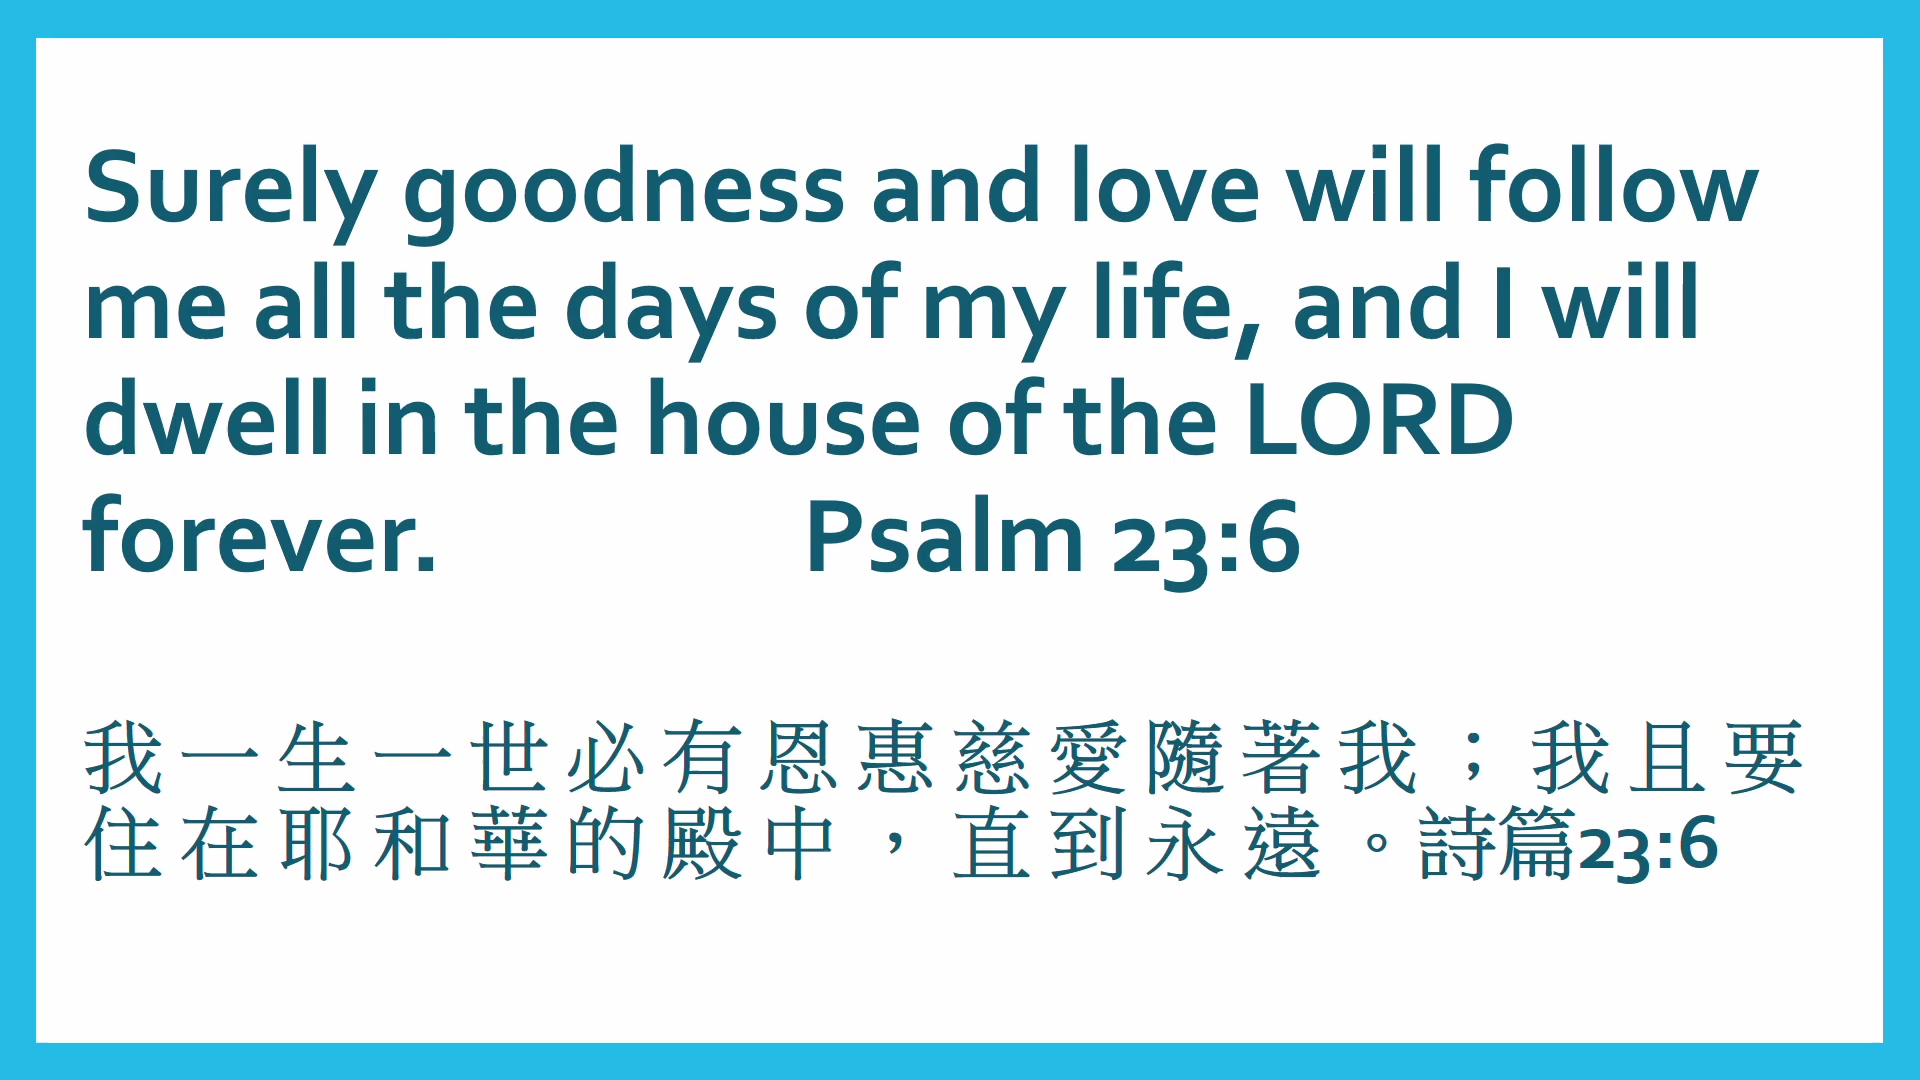 Surely goodness and love will follow
me all the days of my life, and I will
dwell in the house of the LORD
forever. Psalm 23:6
我 一 生 一 世 必 有 恩 惠 慈 愛 隨 著 我 ； 我 且 要
住 在 耶 和 華 的 殿 中 ， 直 到 永 遠 。詩篇23:6